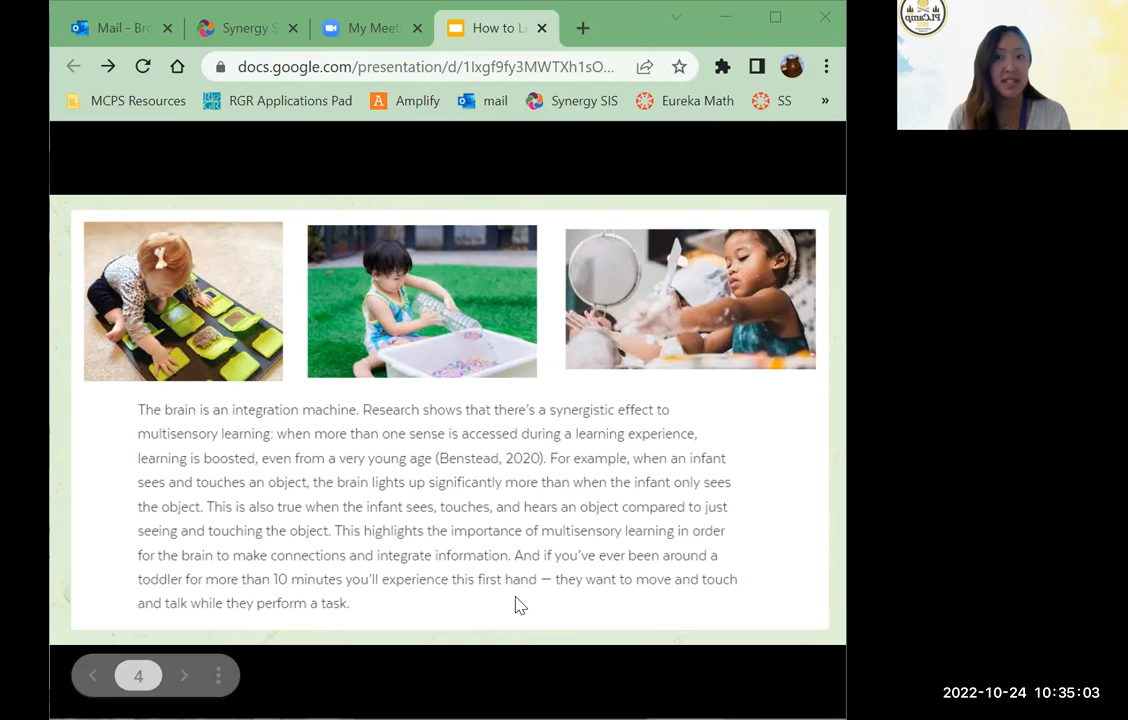 Mail - Bro
Synergy S
My Meet
How to Le
docs.google.com/presentation/d/1Ixgf9fy3MWTXh1sO...
MCPS Resources
RGR Applications Pad
A
Amplify
mail
Synergy SIS
Eureka Math
SS
»
PLCamp
The brain is an integration machine. Research shows that there's a synergistic effect to
multisensory learning: when more than one sense is accessed during a learning experience,
learning is boosted, even from a very young age (Benstead, 2020). For example, when an infant
sees and touches an object, the brain lights up significantly more than when the infant only sees
the object. This is also true when the infant sees, touches, and hears an object compared to just
seeing and touching the object. This highlights the importance of multisensory learning in order
for the brain to make connections and integrate information. And if you've ever been around a
toddler for more than 10 minutes you'll experience this first hand — they want to move and touch
and talk while they perform a task.
4
2022-10-24 10:35:03